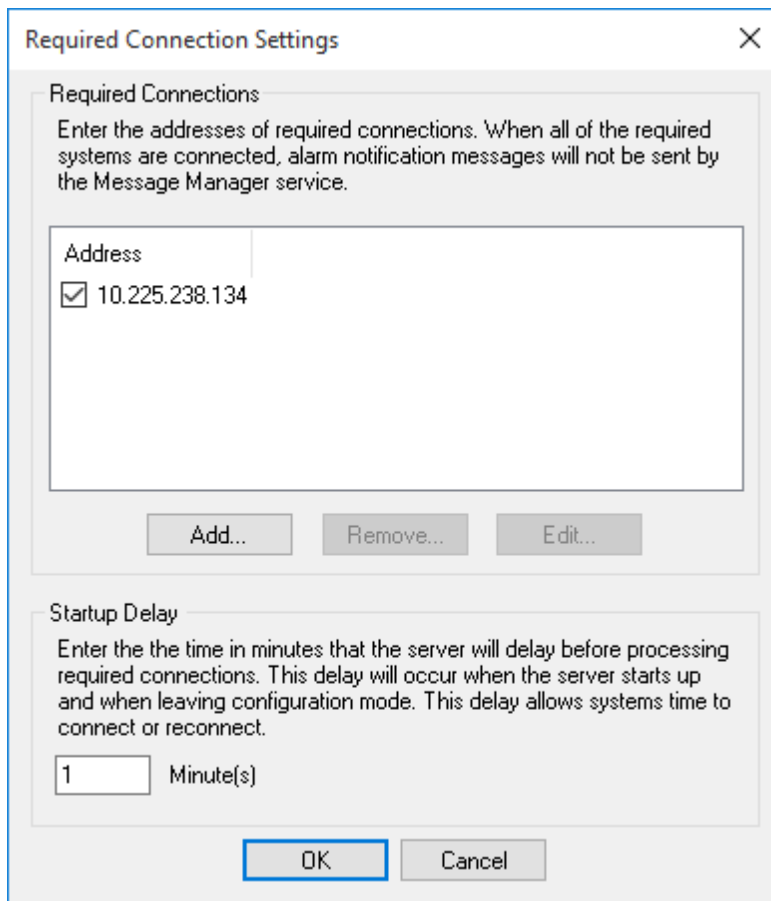 Required Connection Settings
Required Connections
Enter the addresses of required connections. When all of the required
systems are connected, alarm notification messages will not be sent by
the Message Manager service.
Address
10.225.238.134
Add...
Remove...
Edit...
Startup Delay
Enter the the time in minutes that the server will delay before processing
required connections. This delay will occur when the server starts up
and when leaving configuration mode. This delay allows systems time to
connect or reconnect.
1 Minute(s)
OK
Cancel